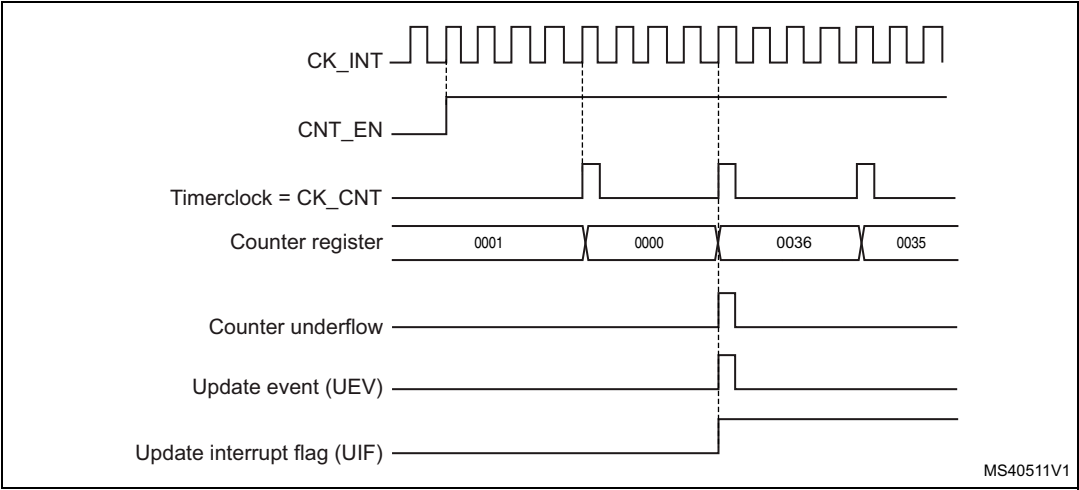 CK_INT
CNT_EN
Timerclock = CK_CNT
Counter register
0001
0000
0036
0035
Counter underflow
Update event (UEV)
Update interrupt flag (UIF)
MS40511V1